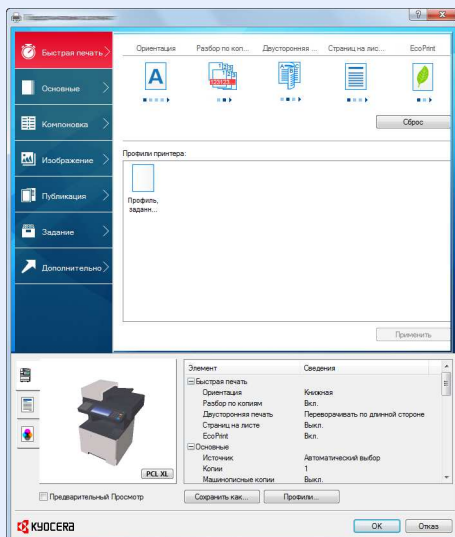 Быстрая печать
Основные
Компоновка
Изображение
Публикация
Задание
Дополнительно
Ориентация
Разбор по коп...
Двусторонняя ...
Страниц на лис...
EcoPrint
A
123123
Сброс
Профили принтера:
Профиль,
заданн...
Применить
PCL XL
Предварительный Просмотр
Элемент Сведения
Быстрая печать
Ориентация Книжная
Разбор по копиям Вкл.
Двусторонняя печать Переворачивать по длинной стороне
Страниц на листе Выкл.
EcoPrint Вкл.
Основные
Источник Автоматический выбор
Копии 1
Машинописные копии Выкл.
Сохранить как...
Профили...
KYOCERA
OK
Отказ